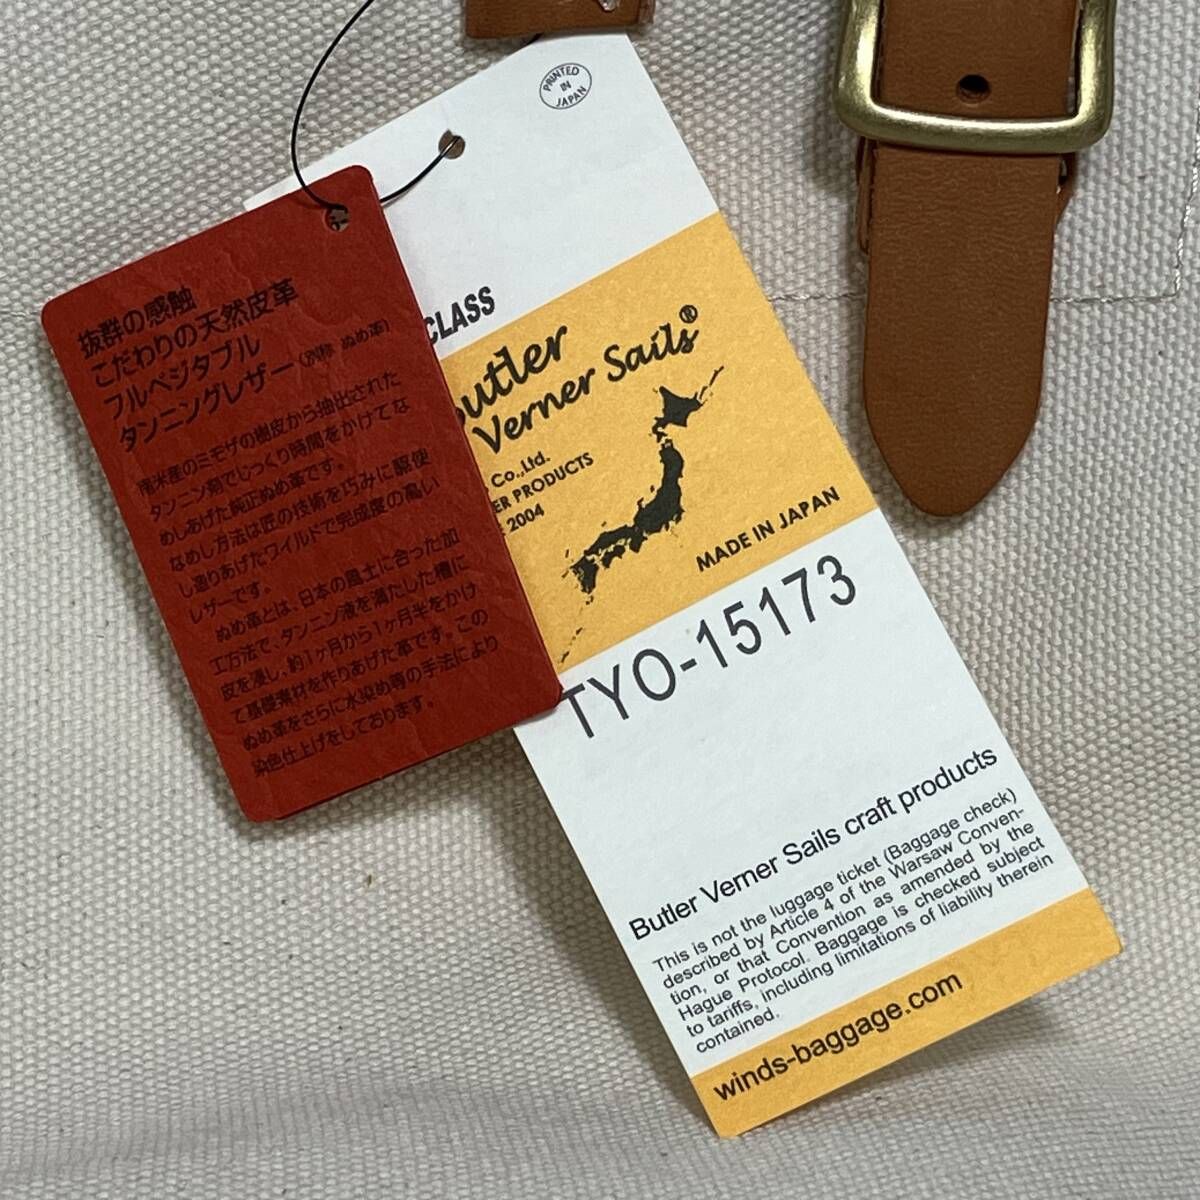 抜群の感触
こだわりの天然皮革
フルベジタブル
タンニングレザー(別称 ぬめ革)
南米産のミモザの樹皮から抽出された
タンニン剤でじっくり時間をかけてな
めしあげた純正ぬめ革です。
なめし方法は匠の技術を巧みに駆使
し造りあげたワイルドで完成度の高い
レザーです。
ぬめ革とは、日本の風土に合った加
工方法で、タンニン液を満たした槽に
皮を浸し、約1ヶ月から1ヶ月半をかけ
て基礎素材を作りあげた革です。この
ぬめ革をさらに水染め等の手法により
染色仕上げをしております。
PRINTED
IN
JAPAN
CLASS
Butler
Verner Sails®
Co.,Ltd.
PRODUCTS
2004
MADE IN JAPAN
TYO-15173
Butler Verner Sails craft products
This is not the luggage ticket (Baggage check)
described by Article 4 of the Warsaw Conven-
tion, or that Convention as amended by the
Hague Protocol. Baggage is checked subject
to tariffs, including limitations of liability therein
contained.
winds-baggage.com